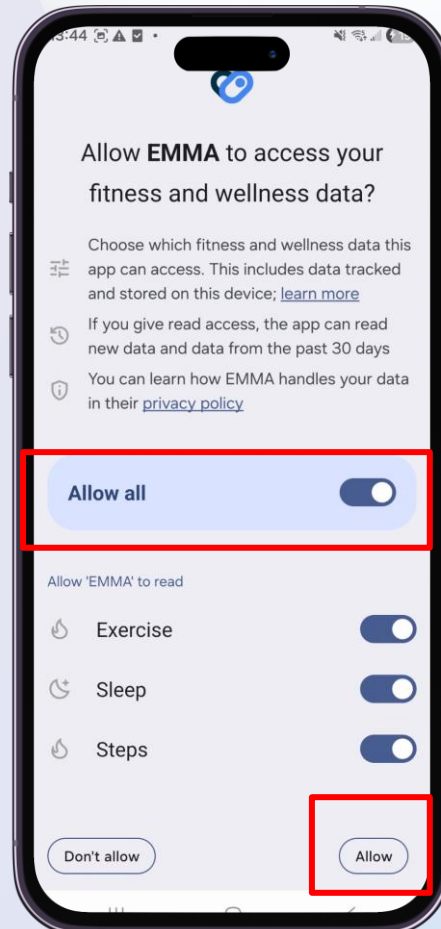 13:44
Allow EMMA to access your
fitness and wellness data?
Choose which fitness and wellness data this
app can access. This includes data tracked
and stored on this device; learn more
If you give read access, the app can read
new data and data from the past 30 days
You can learn how EMMA handles your data
in their privacy policy
Allow all
Allow 'EMMA' to read
Exercise
Sleep
Steps
Don't allow
Allow